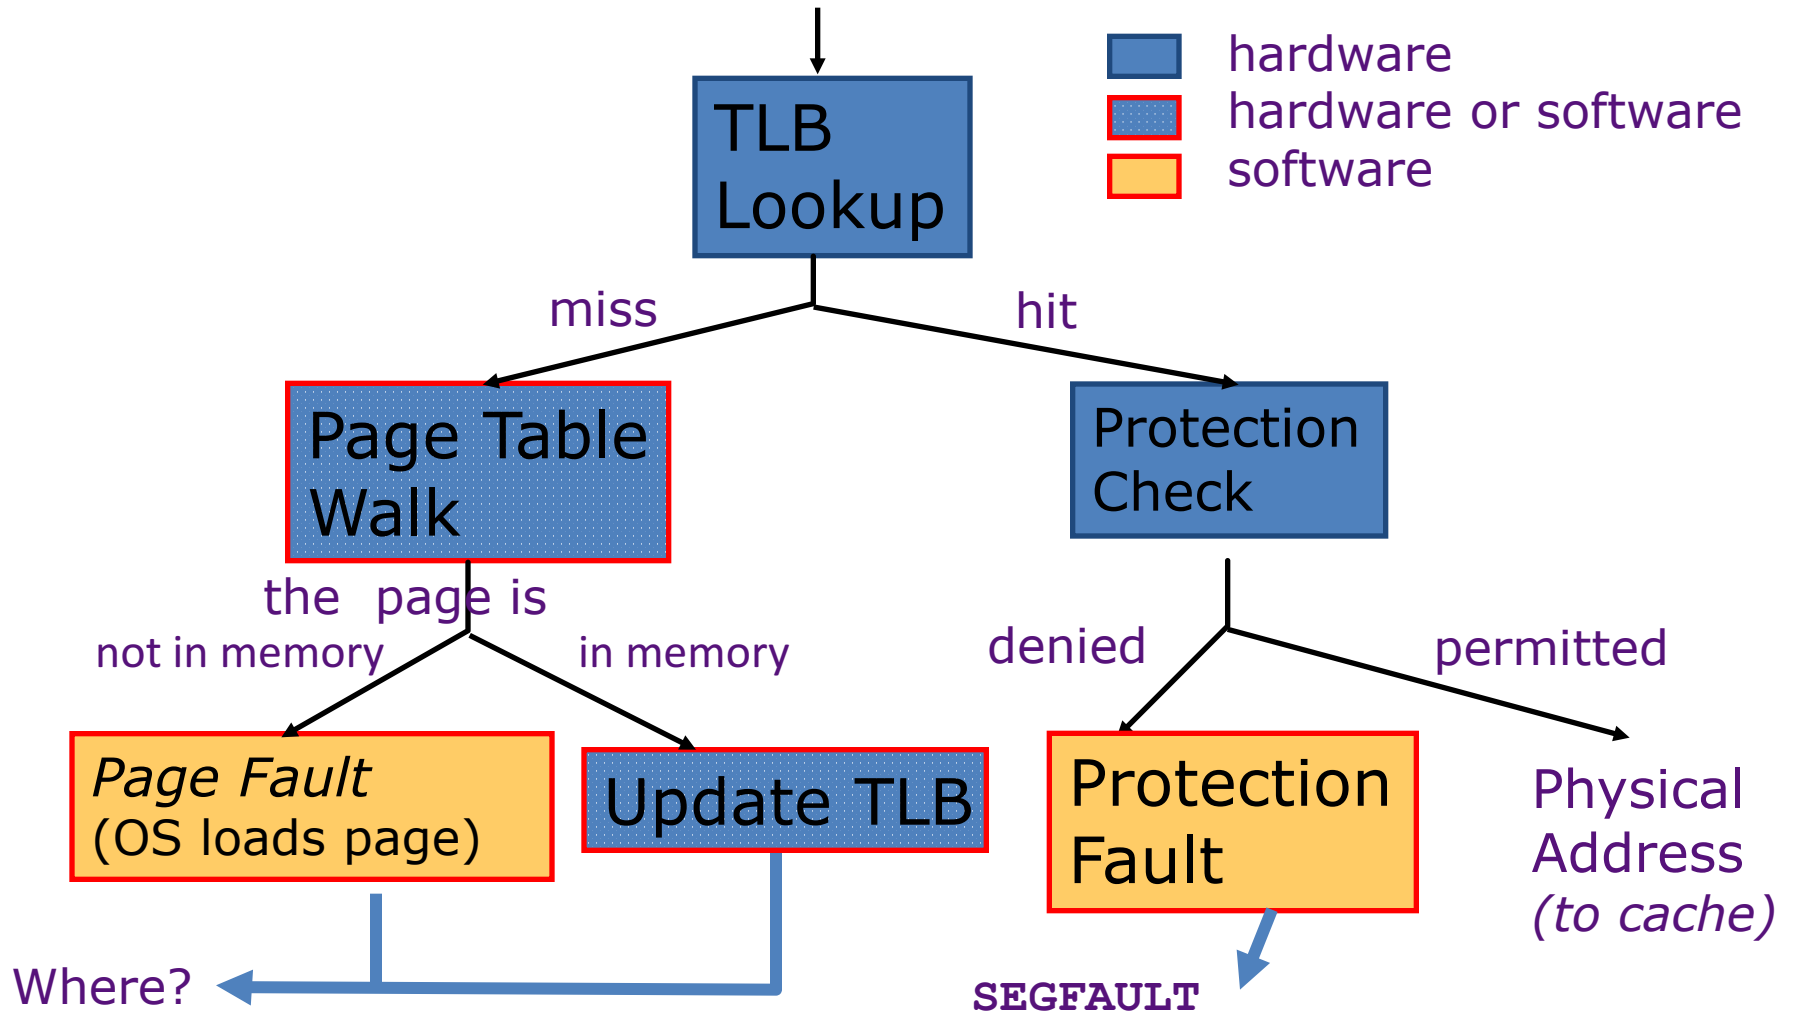 hardware
hardware or software
software
TLB
Lookup
miss
hit
Page Table
Walk
Protection
Check
the page is
not in memory
in memory
denied
permitted
Page Fault
(OS loads page)
Update TLB
Protection
Fault
Physical
Address
(to cache)
Where?
SEGFAULT